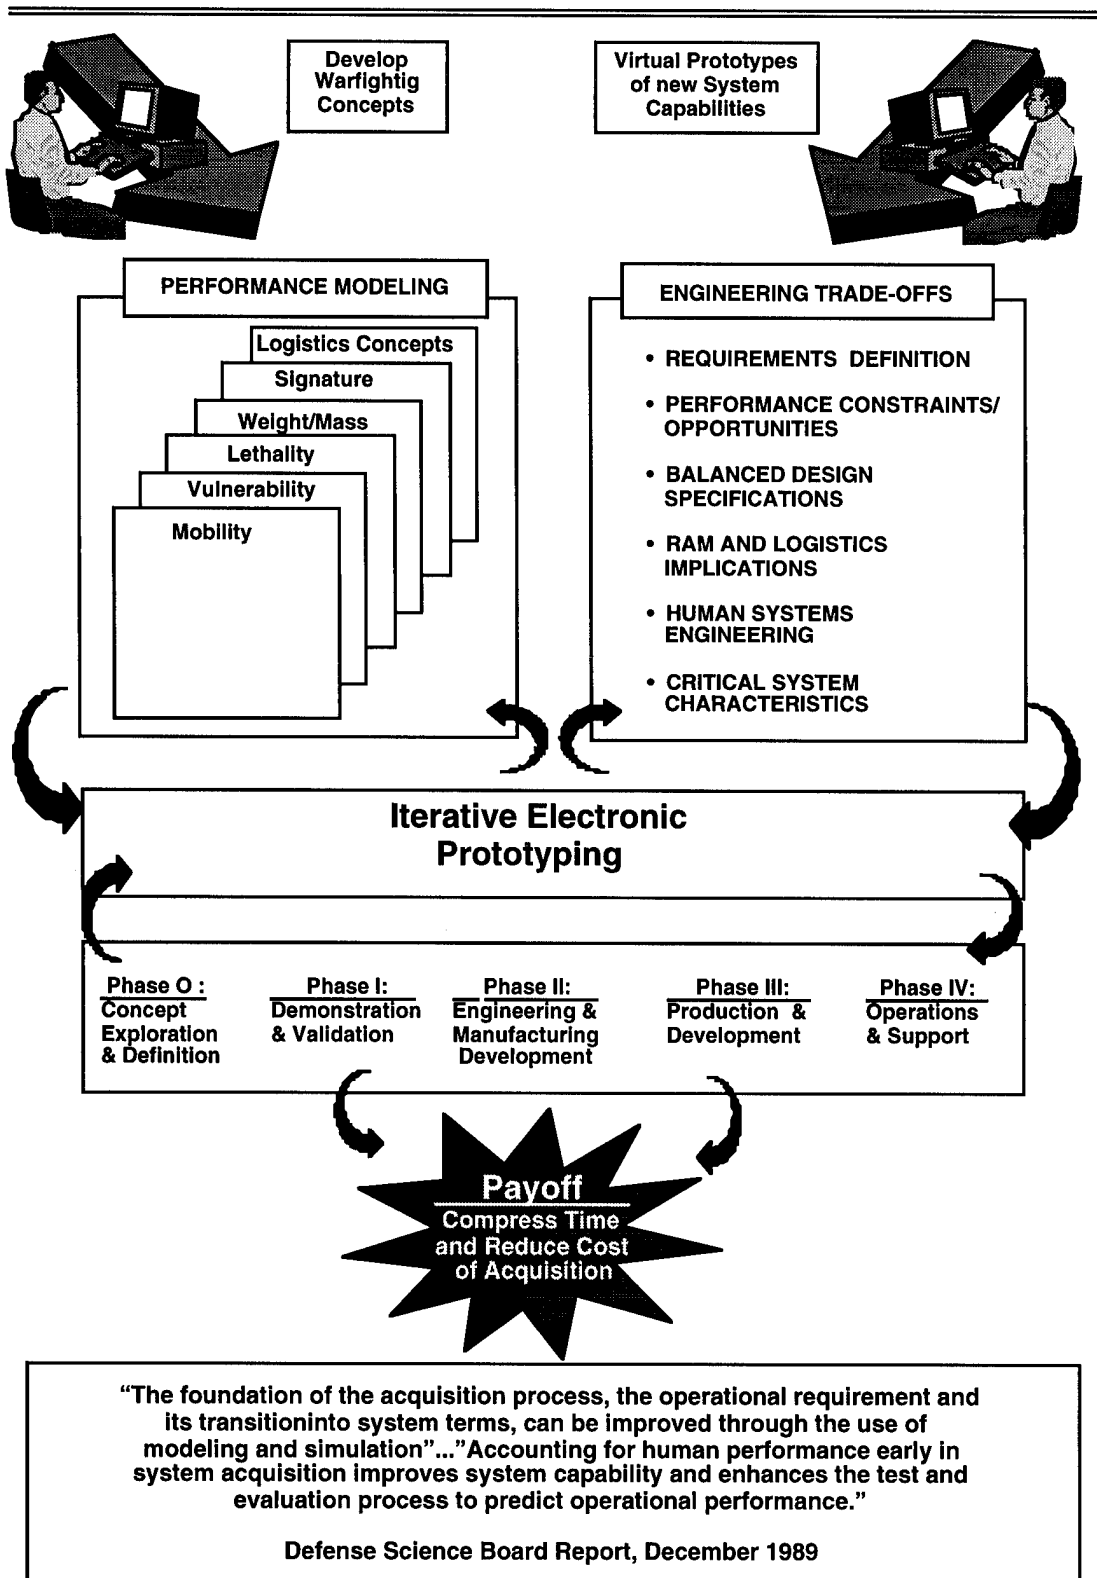 Develop
Warfightig
Concepts
Virtual Prototypes
of new System
Capabilities
PERFORMANCE MODELING
Logistics Concepts
Signature
Weight/Mass
Lethality
Vulnerability
Mobility
ENGINEERING TRADE-OFFS
• REQUIREMENTS DEFINITION
• PERFORMANCE CONSTRAINTS/
OPPORTUNITIES
• BALANCED DESIGN
SPECIFICATIONS
• RAM AND LOGISTICS
IMPLICATIONS
• HUMAN SYSTEMS
ENGINEERING
• CRITICAL SYSTEM
CHARACTERISTICS
Iterative Electronic
Prototyping
Phase O :
Concept
Exploration
& Definition
Phase I:
Demonstration
& Validation
Phase II:
Engineering &
Manufacturing
Development
Phase III:
Production &
Development
Phase IV:
Operations
& Support
Payoff
Compress Time
and Reduce Cost
of Acquisition
“The foundation of the acquisition process, the operational requirement and
its transitioninto system terms, can be improved through the use of
modeling and simulation”...”Accounting for human performance early in
system acquisition improves system capability and enhances the test and
evaluation process to predict operational performance.”
Defense Science Board Report, December 1989